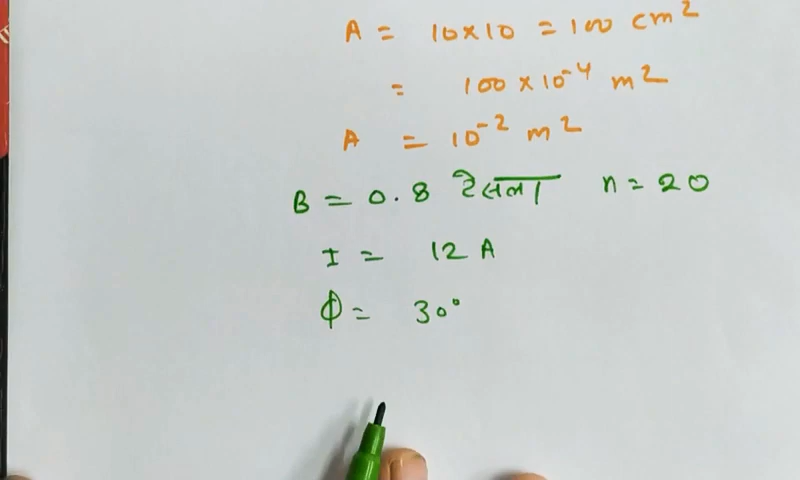 A = 10×10 = 100 cm²
= 100×10⁻⁴ m²
A = 10⁻² m²
B = 0.8 टेसला n = 20
I = 12 A
ϕ = 30°